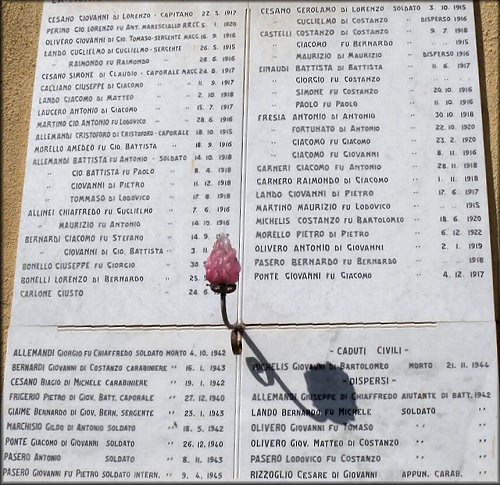 CESANO GIOVANNI DI LORENZO - CAPITANO 22. 3. 1917
PERINO GIO LORENZO FU ANT. MARESCIALLO RR.CC. 5. 1. 1920
OLIVERO GIOVANNI DI GIO. TOMASO - SERGENTE MAGG. 16. 9. 1916
LANDO GUGLIELMO DI GUGLIELMO - SERGENTE 26. 5. 1915
RAIMONDO FU RAIMONDO 28. 6. 1916
CESANO SIMONE DI CLAUDIO - CAPORALE MAGG. 24. 8. 1917
CAGLIANO GIUSEPPE DI GIACOMO " 11. 9. 1917
LANDO GIACOMO DI MATTEO " 2. 10. 1918
LAUGERO ANTONIO DI GIACOMO " 15. 7. 1917
MARTINO GIO ANTONIO FU LODOVICO " 28. 6. 1916
ALLEMANDI CRISTOFORO DI CRISTOFORO - CAPORALE 18. 10. 1915
MORELLO AMEDEO FU GIO. BATTISTA " 18. 9. 1916
ALLEMANDI BATTISTA FU ANTONIO - SOLDATO 14. 10. 1918
" GIO BATTISTA FU PAOLO " 8. 4. 1918
" GIOVANNI DI PIETRO " 11. 12. 1918
" TOMMASO DI LODOVICO " 17. 8. 1918
ALLINEI CHIAFFREDO FU GUGLIELMO " 7. 6. 1916
" MAURIZIO FU ANTONIO " 14. 10. 1916
BERNARDI GIACOMO FU STEFANO " 14. 9.
" GIOVANNI DI GIO. BATTISTA " 3. 11.
BONELLO GIUSEPPE FU GIORGIO " 30.
BONELLI LORENZO DI BERNARDO " 25.
CARLONE GIUSTO " 24. 6.
CESANO GEROLAMO DI LORENZO SOLDATO 3. 10. 1915
" GUGLIELMO DI COSTANZO " DISPERSO 1916
CASTELLI COSTANZO DI COSTANZO " 9. 7. 1918
" GIACOMO FU BERNARDO " 1915
" MAURIZIO DI MAURIZIO " DISPERSO 1916
EINAUDI BATTISTA DI BATTISTA " 11. 6. 1917
" GIORGIO FU COSTANZO "
" SIMONE FU COSTANZO " 20. 10. 1916
" PAOLO FU PAOLO " 11. 10. 1916
FRESIA ANTONIO DI ANTONIO " 30. 10. 1918
" FORTUNATO DI ANTONIO " 22. 10. 1920
" GIACOMO FU GIACOMO " 23. 2. 1920
" GIACOMO FU GIOVANNI " 8. 11. 1916
GARNERI GIACOMO FU ANTONIO " 28. 11. 1918
GARNERO RAIMONDO DI GIACOMO " 1. 11. 1918
LANDO GIOVANNI DI PIETRO " 17. 6. 1917
MARTINO MAURIZIO FU LODOVICO " 1915
MICHELIS COSTANZO FU BARTOLOMEO " 18. 6. 1920
MORELLO PIETRO DI PIETRO " 6. 12. 1922
OLIVERO ANTONIO DI GIOVANNI " 2. 1. 1919
PASERO BERNARDO FU BERNARDO " 1918
PONTE GIOVANNI FU GIACOMO " 4. 12. 1917
ALLEMANDI GIORGIO FU CHIAFFREDO SOLDATO MORTO 4. 10. 1942
BERNARDI GIOVANNI DI COSTANZO CARABINIERE " 16. 1. 1943
CESANO BIAGIO DI MICHELE CARABINIERE " 19. 1. 1942
FRIGERIO PIETRO DI GIOV. BATT. CAPORALE " 27. 12. 1940
GIAIME BERNARDO DI GIOV. BERN. SERGENTE " 23. 1. 1943
MARCHISIO GILDO DI ANTONIO SOLDATO " 18. 5. 1942
PONTE GIACOMO DI GIOVANNI SOLDATO " 26. 12. 1940
PASERO ANTONIO SOLDATO " 8. 11. 1943
PASERO GIOVANNI FU PIETRO SOLDATO INTERN. " 9. 4. 1945
- CADUTI CIVILI -
MICHELIS GIOVANNI DI BARTOLOMEO MORTO 21. 11. 1944
- DISPERSI -
ALLEMANDI GIUSEPPE DI CHIAFFREDO AIUTANTE DI BATT. 1942
LANDO BERNARDO FU MICHELE SOLDATO "
OLIVERO GIOVANNI FU TOMASO " "
OLIVERO GIOV. MATTEO DI COSTANZO " "
PASERO LODOVICO FU COSTANZO " "
RIZZOGLIO CESARE DI GIOVANNI APPUN. CARAB. "